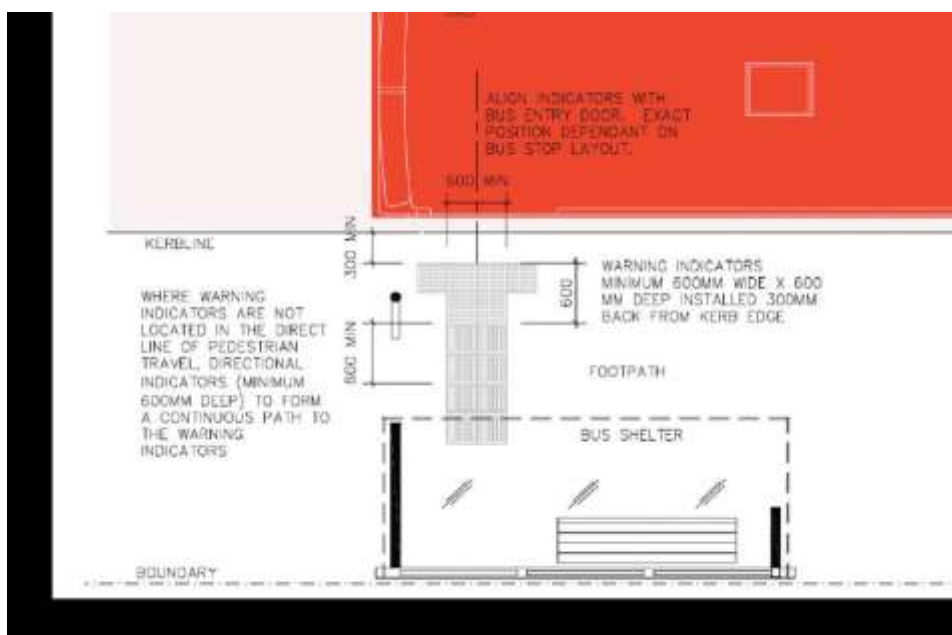 ALIGN INDICATORS WITH
BUS ENTRY DOOR. EXACT
POSITION DEPENDANT ON
BUS STOP LAYOUT.
600 MIN
KERBLINE
300 MIN
WARNING INDICATORS
MINIMUM 600MM WIDE X 600
MM DEEP INSTALLED 300MM
BACK FROM KERB EDGE
600
WHERE WARNING
INDICATORS ARE NOT
LOCATED IN THE DIRECT
LINE OF PEDESTRIAN
TRAVEL, DIRECTIONAL
INDICATORS (MINIMUM
600MM DEEP) TO FORM
A CONTINUOUS PATH TO
THE WARNING
INDICATORS
600 MIN
FOOTPATH
BUS SHELTER
BOUNDARY